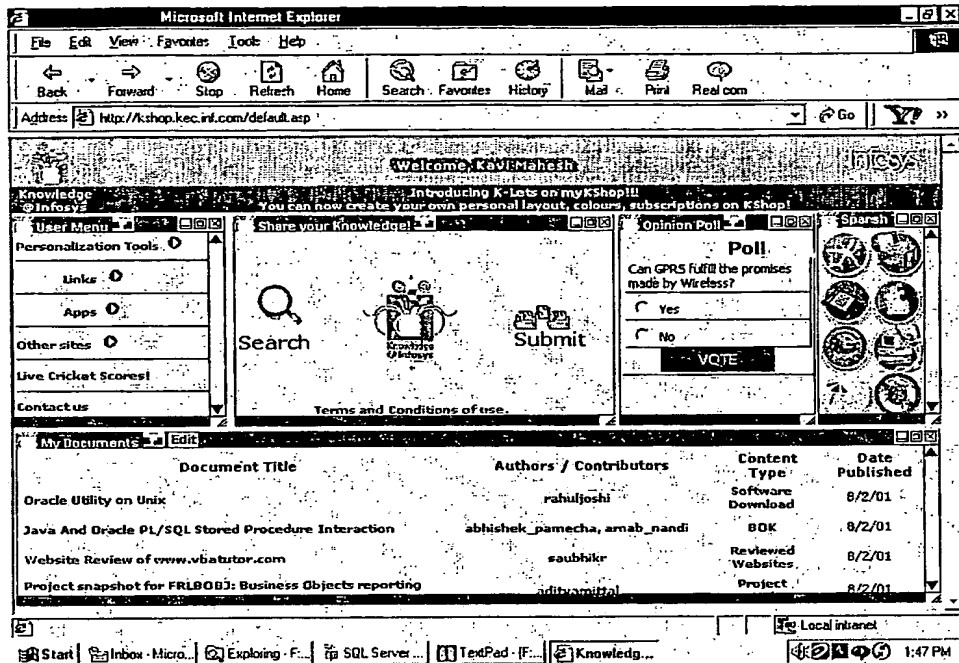 Microsoft Internet Explorer
File Edit View Favorites Tools Help
Back Forward Stop Refresh Home Search Favorites History Mail Print Real com
Address http://kshop.kec.inf.com/default.asp Go
Welcome, Kavi Mahesh
Infosys
Knowledge
@Infosys
Introducing K-Lets on myKShop!!!
You can now create your own personal layout, colours, subscriptions on KShop!
User Menu
Personalization Tools
Links
Apps
Other sites
Live Cricket Scores!
Contact us
Share your Knowledge!
Search
Knowledge
@Infosys
Submit
Terms and Conditions of use.
Opinion Poll
Poll
Can GPRS fulfill the promises
made by Wireless?
Yes
No
VOTE
Sparsh
My Documents Edit
Document Title Authors / Contributors Content Type Date Published
Oracle Utility on Unix rahuljoshi Software Download 8/2/01
Java And Oracle PL/SQL Stored Procedure Interaction abhishek_pamecha, arnab_nandi BOK 8/2/01
Website Review of www.vbatutor.com saubhikr Reviewed Websites 8/2/01
Project snapshot for FRLBOBJ: Business Objects reporting adityamittal Project 8/2/01
Local intranet
Start Inbox - Micro... Exploring - F:... SQL Server ... TextPad - [F:... Knowledg... 1:47 PM